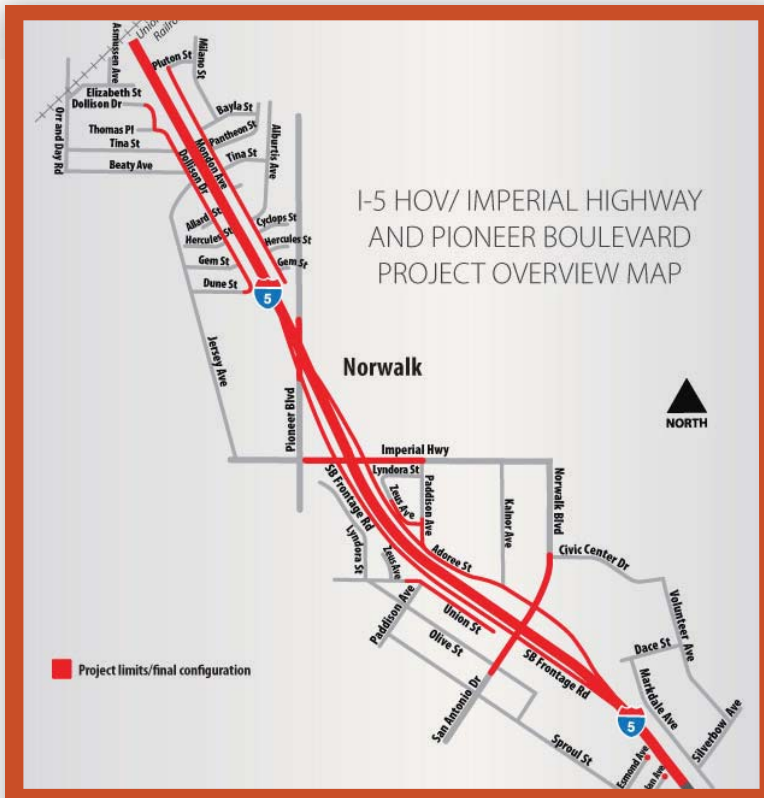 Union
Railro
Asmussen Ave
Milano St
Pluton St
Elizabeth St
Dollison Dr
Bayla St
Orr and Day Rd
Thomas Pl
Pantheon St
Alburtis Ave
Tina St
Mondon Ave
Tina St
Beaty Ave
Dollison Dr
I-5 HOV/ IMPERIAL HIGHWAY
AND PIONEER BOULEVARD
PROJECT OVERVIEW MAP
Allard St
Cyclops St
Hercules St
Hercules St
Gem St
Gem St
Dune St
5
Jersey Ave
Norwalk
Pioneer Blvd
NORTH
Imperial Hwy
Lyndora St
SB Frontage Rd
Zeus Ave
Paddison Ave
Kalnor Ave
Norwalk Blvd
Lyndora St
Zeus Ave
Adoree St
Civic Center Dr
Paddison Ave
Union St
Volunteer Ave
Olive St
Dace St
SB Frontage Rd
Project limits/final configuration
Markdale Ave
San Antonio Dr
Silverbow Ave
5
Sproul St
Esmond Ave
an Ave